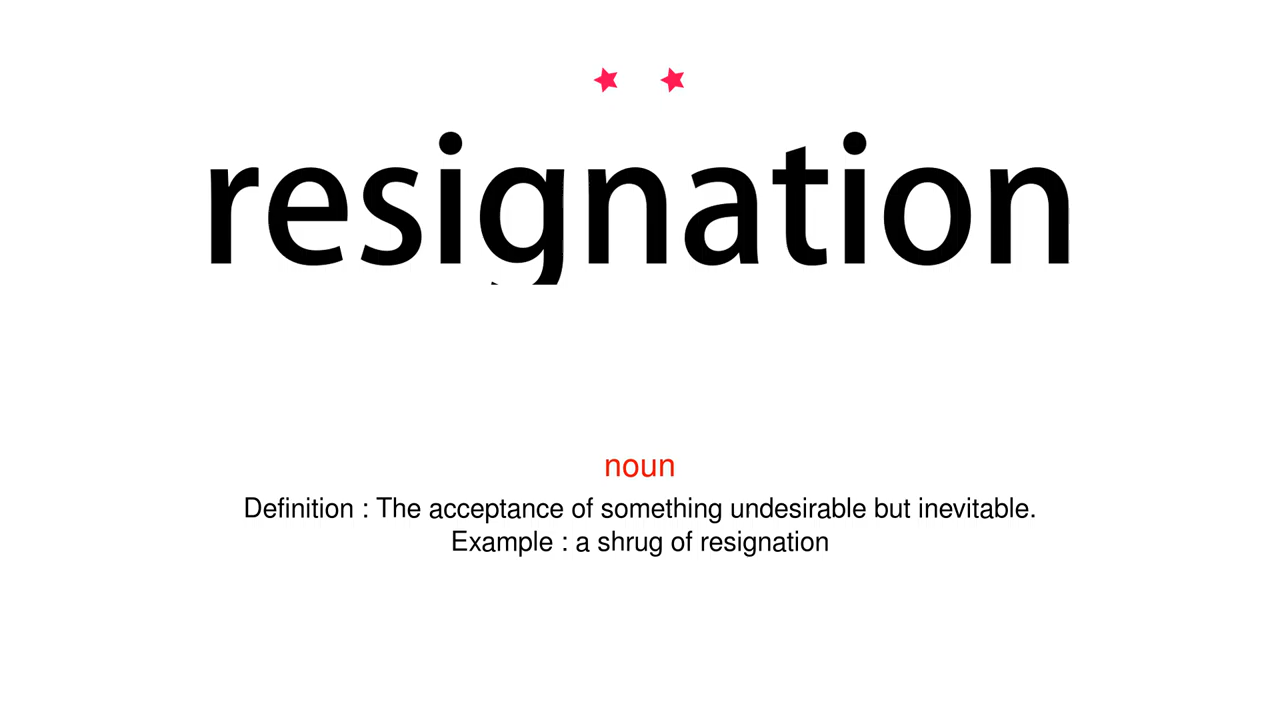 resignation
noun
Definition : The acceptance of something undesirable but inevitable.
Example : a shrug of resignation